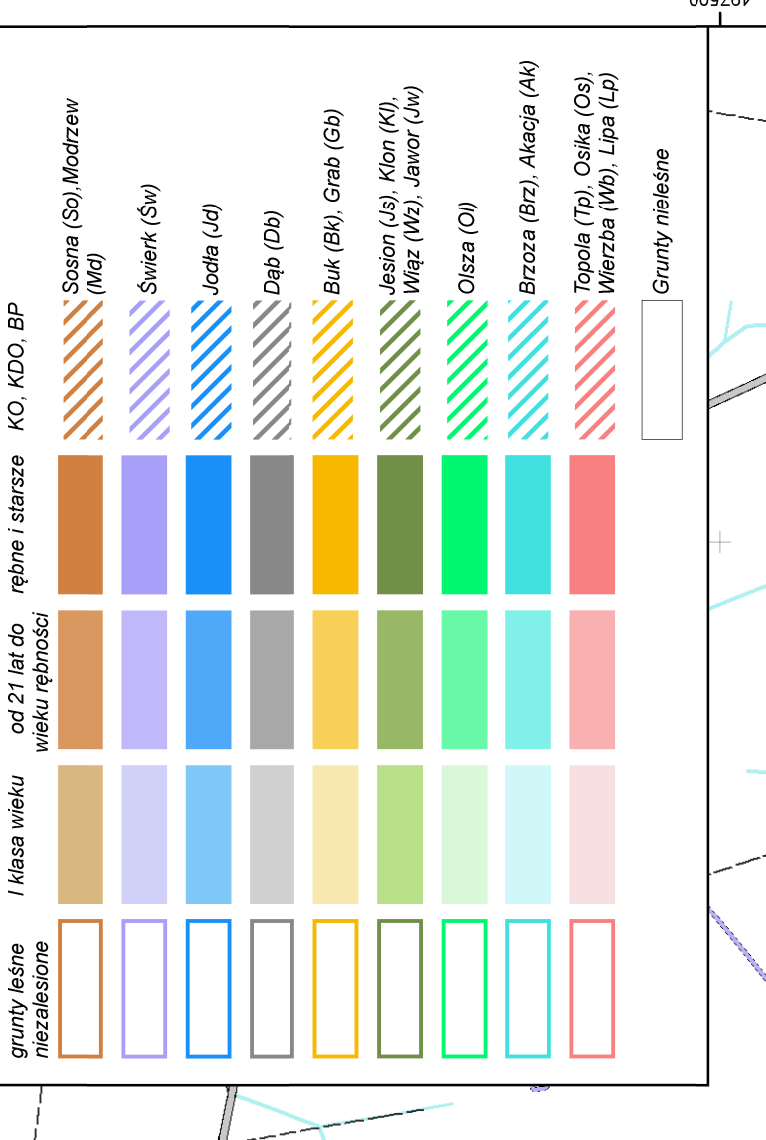 grunty leśne
niezalesione
I klasa wieku
od 21 lat do
wieku rębności
rębne i starsze
KO, KDO, BP
Sosna (So),Modrzew
(Md)
Świerk (Św)
Jodła (Jd)
Dąb (Db)
Buk (Bk), Grab (Gb)
Jesion (Js), Klon (Kl),
Wiąz (Wz), Jawor (Jw)
Olsza (Ol)
Brzoza (Brz), Akacja (Ak)
Topola (Tp), Osika (Os),
Wierzba (Wb), Lipa (Lp)
Grunty nieleśne
497500